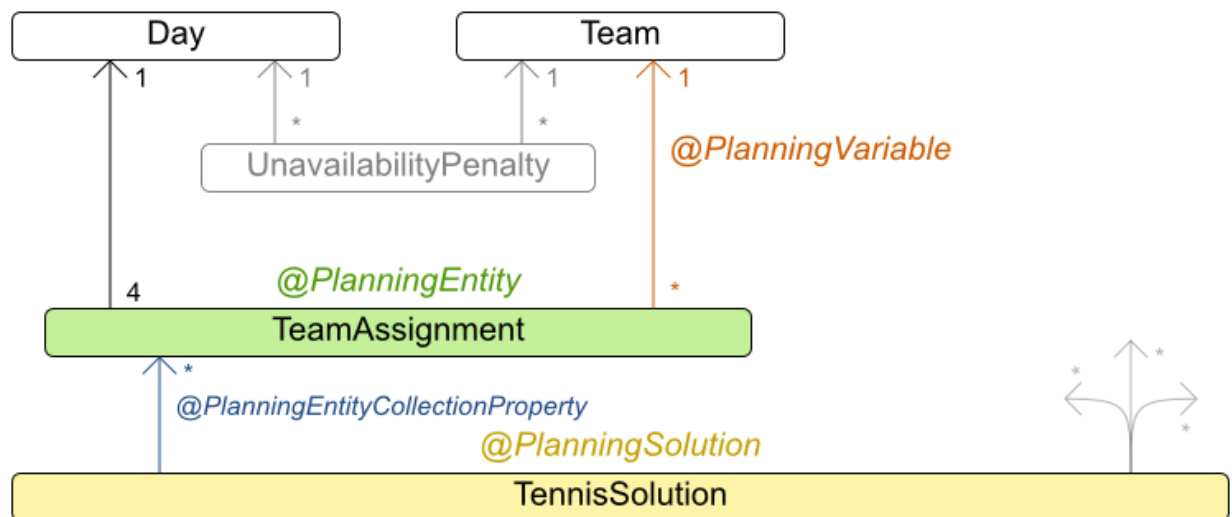 Day
Team
1
1
1
1
*
*
UnavailabilityPenalty
@PlanningVariable
@PlanningEntity
4
*
TeamAssignment
*
*
*
@PlanningEntityCollectionProperty
*
@PlanningSolution
TennisSolution